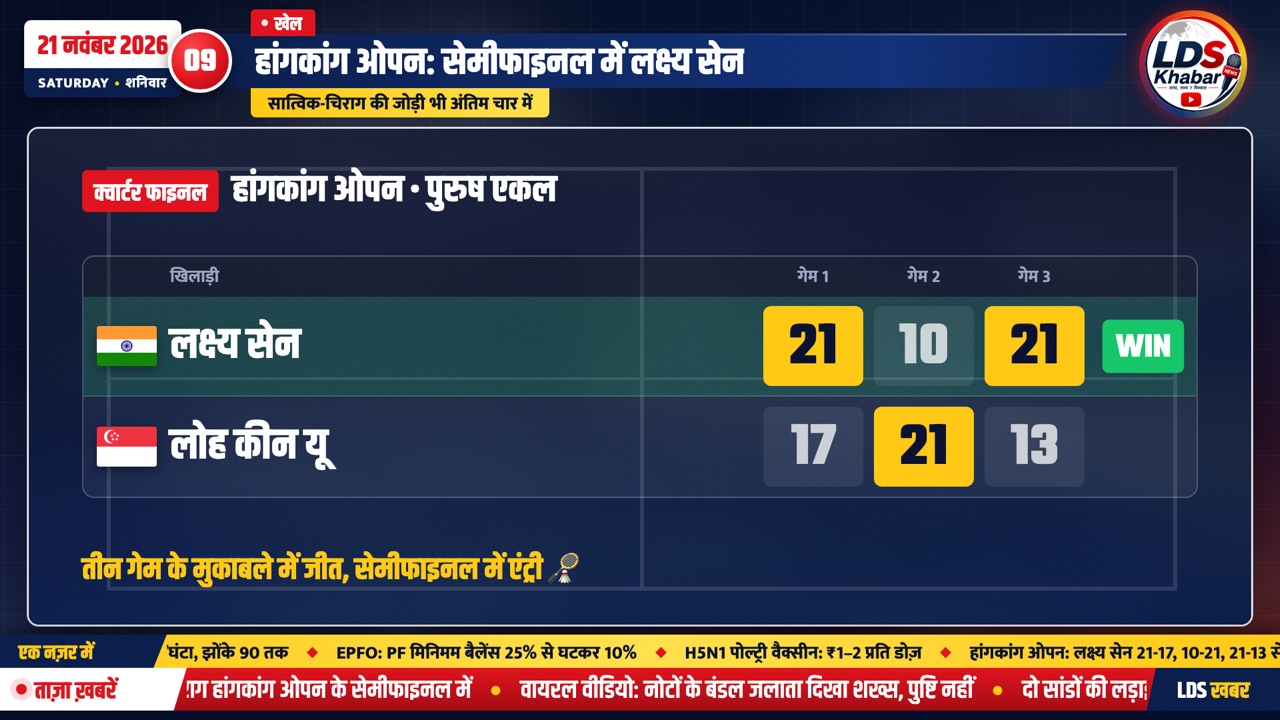 21 नवंबर 2026
SATURDAY • शनिवार
09
• खेल
हांगकांग ओपन: सेमीफाइनल में लक्ष्य सेन
सात्विक-चिराग की जोड़ी भी अंतिम चार में
LDS
Khabar
NEWS
क्वार्टर फाइनल हांगकांग ओपन • पुरुष एकल
खिलाड़ी गेम 1 गेम 2 गेम 3
लक्ष्य सेन 21 10 21 WIN
लोह कीन यू 17 21 13
तीन गेम के मुकाबले में जीत, सेमीफाइनल में एंट्री
एक नज़र में घंटा, झोंके 90 तक ◆ EPFO: PF मिनिमम बैलेंस 25% से घटकर 10% ◆ H5N1 पोल्ट्री वैक्सीन: ₹1–2 प्रति डोज़ ◆ हांगकांग ओपन: लक्ष्य सेन 21-17, 10-21, 21-13 से
ताज़ा ख़बरें हांगकांग ओपन के सेमीफाइनल में • वायरल वीडियो: नोटों के बंडल जलाता दिखा शख्स, पुष्टि नहीं • दो सांडों की LDS खबर